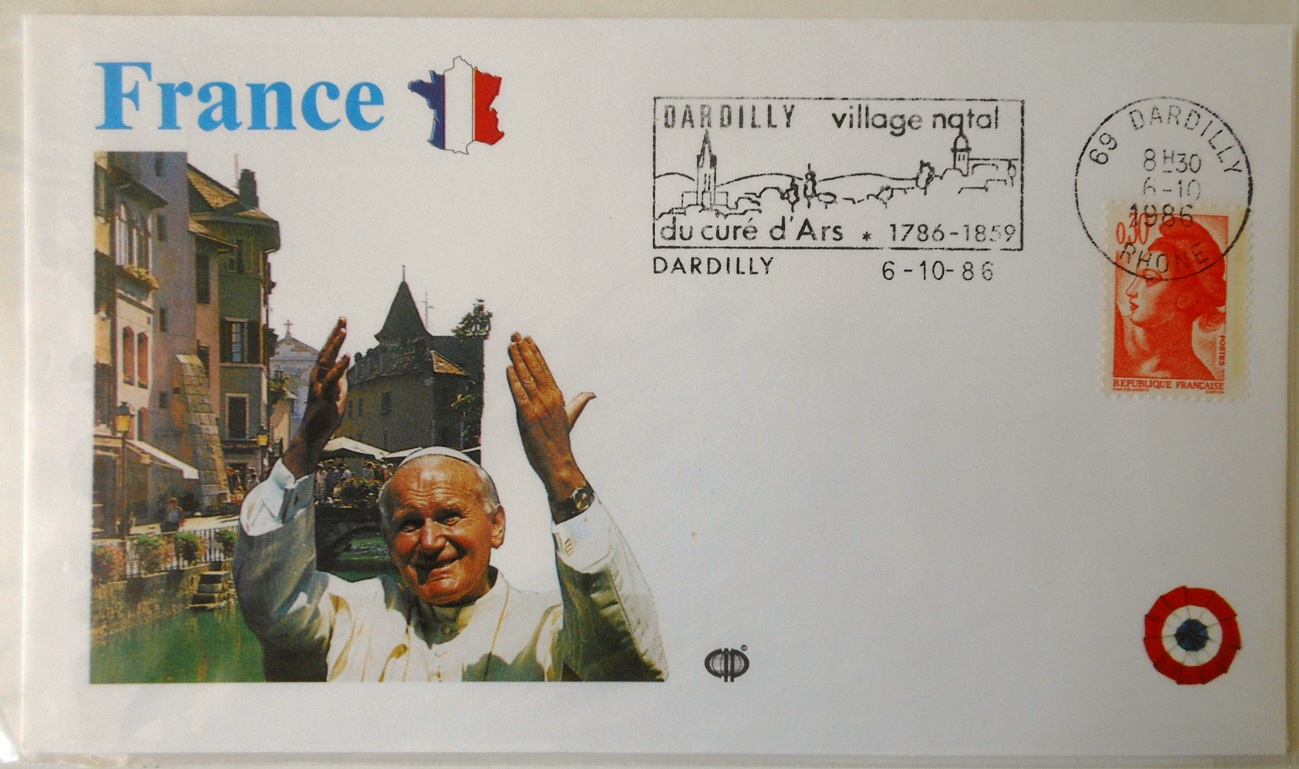 France
DARDILLY village natal
du curé d'Ars * 1786-1859
DARDILLY 6-10-86
69 DARDILLY
8H30
6-10
1986
RHONE
0,30
POSTES
REPUBLIQUE FRANÇAISE